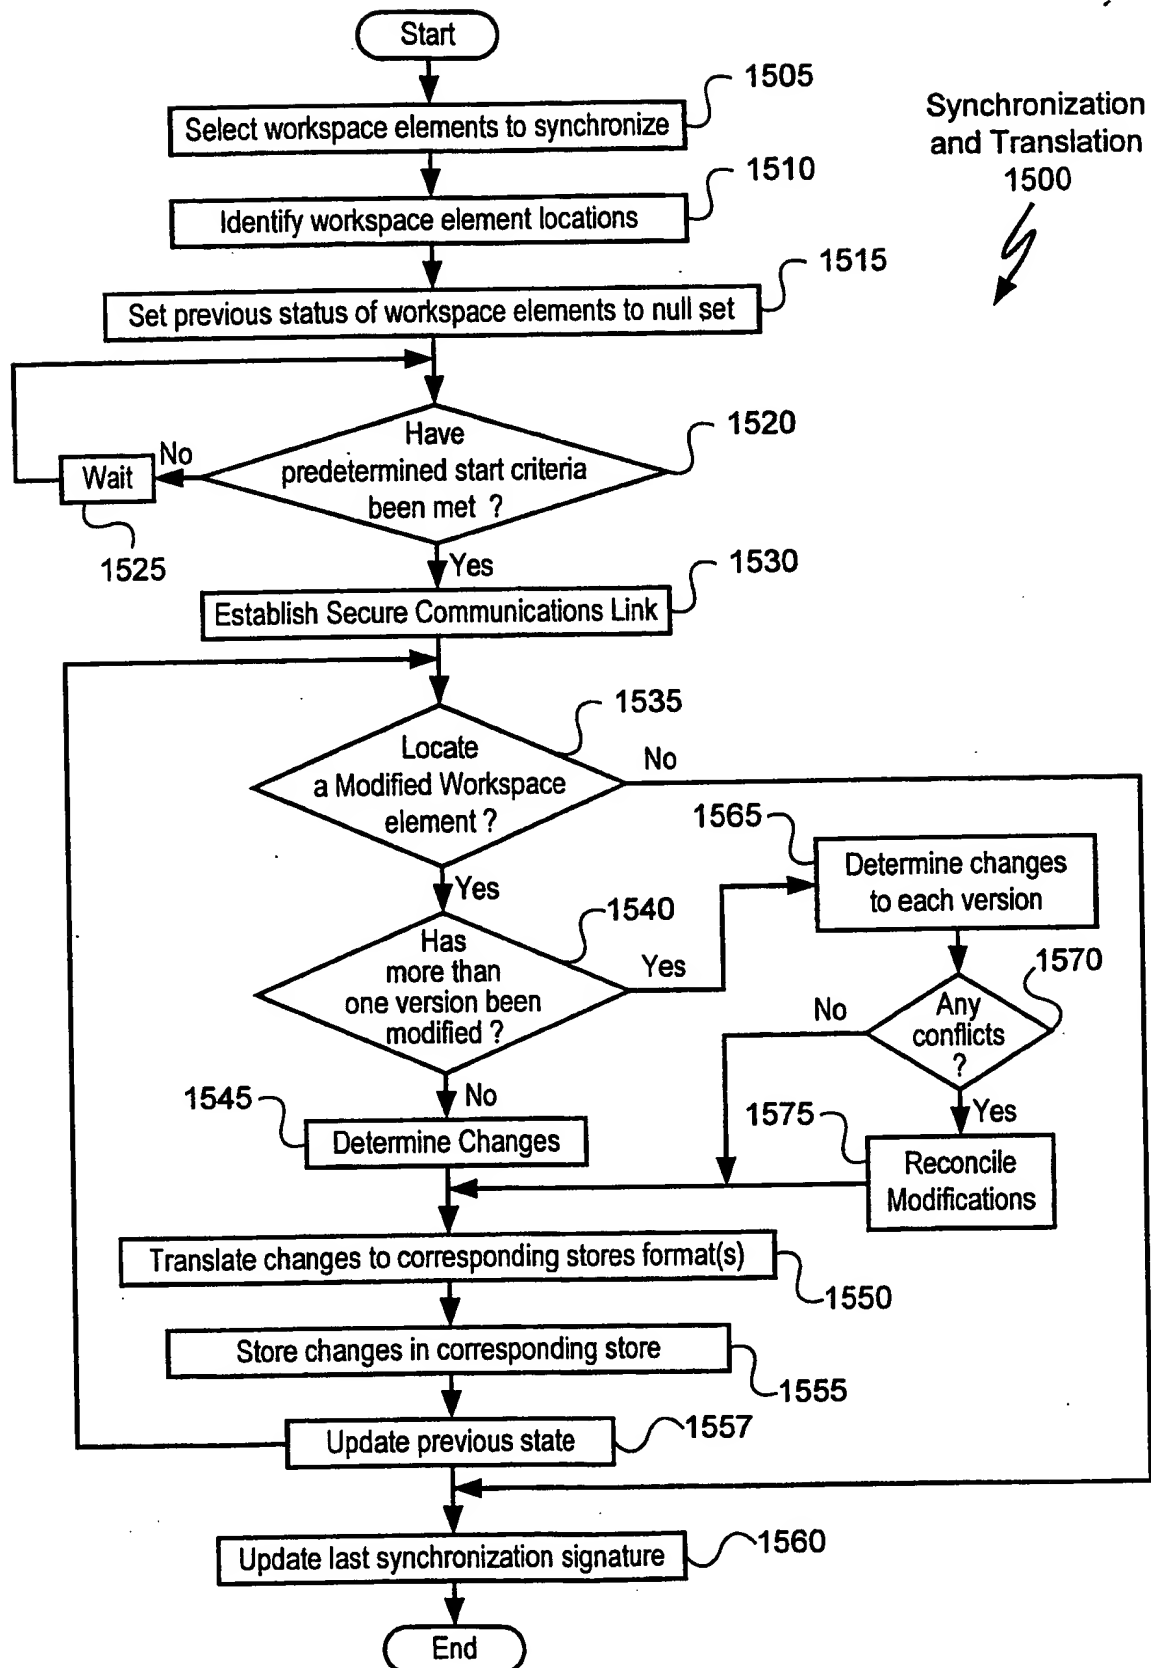 Start
1505
Select workspace elements to synchronize
Synchronization
and Translation
1500
1510
Identify workspace element locations
1515
Set previous status of workspace elements to null set
1520
Have
predetermined start criteria
been met ?
No
Wait
1525
Yes
1530
Establish Secure Communications Link
1535
Locate
a Modified Workspace
element ?
No
Yes
1565
Determine changes
to each version
1540
Has
more than
one version been
modified ?
Yes
1570
Any
conflicts
?
No
Yes
No
1545
Determine Changes
1575
Reconcile
Modifications
Translate changes to corresponding stores format(s)
1550
Store changes in corresponding store
1555
Update previous state
1557
Update last synchronization signature
1560
End